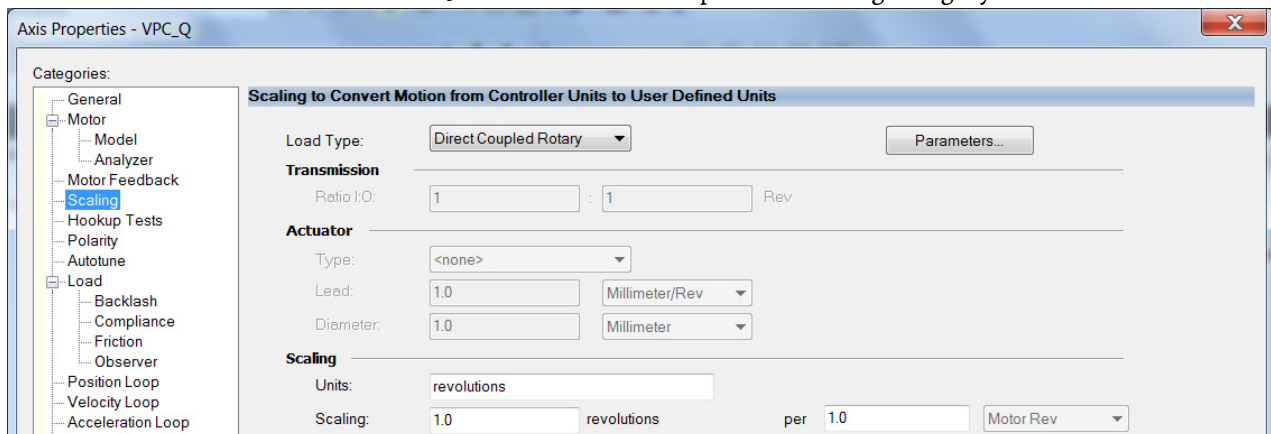 Axis Properties - VPC_Q
X
Categories:
General
Motor
Model
Analyzer
Motor Feedback
Scaling
Hookup Tests
Polarity
Autotune
Load
Backlash
Compliance
Friction
Observer
Position Loop
Velocity Loop
Acceleration Loop
Scaling to Convert Motion from Controller Units to User Defined Units
Load Type: Direct Coupled Rotary Parameters...
Transmission
Ratio I:O: 1 : 1 Rev
Actuator
Type: <none>
Lead: 1.0 Millimeter/Rev
Diameter: 1.0 Millimeter
Scaling
Units: revolutions
Scaling: 1.0 revolutions per 1.0 Motor Rev